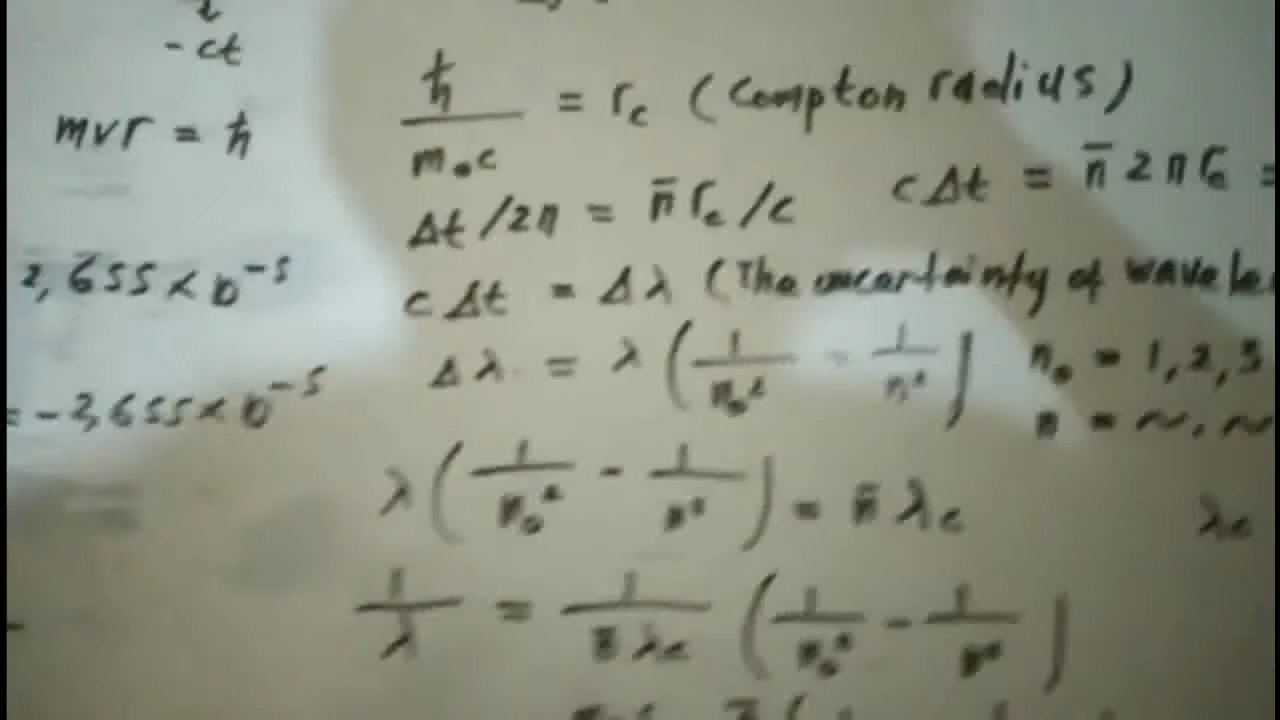 -ct
mvr = ħ
2,655 × 10⁻⁵
= -2,655 × 10⁻⁵
ħ / m₀c = r_c (Compton radius)
Δt /2π = n̄ r_c /c
cΔt = n̄ 2π r_c =
cΔt = Δλ (The uncertainty of wavele
Δλ = λ (1/n₀² - 1/n²) n₀ = 1, 2, 3
n =
λ (1/n₀² - 1/n²) = n̄ λ_c λ_c
1/λ = 1/n̄ λ_c (1/n₀² - 1/n²)